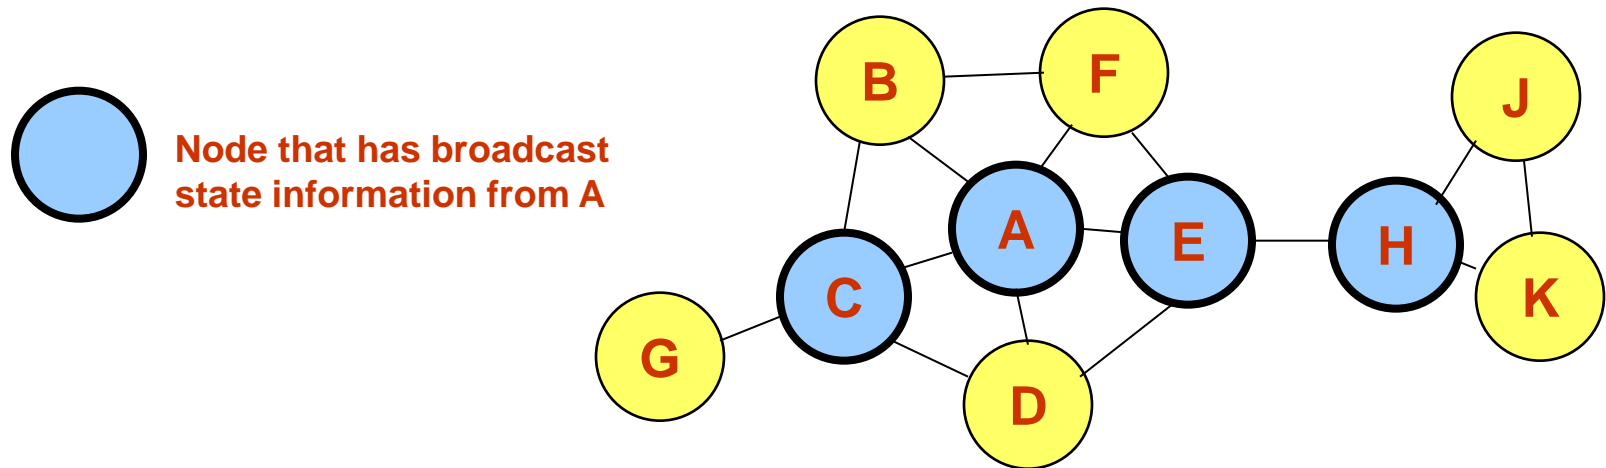 Node that has broadcast
state information from A
B
F
J
A
E
H
C
K
G
D